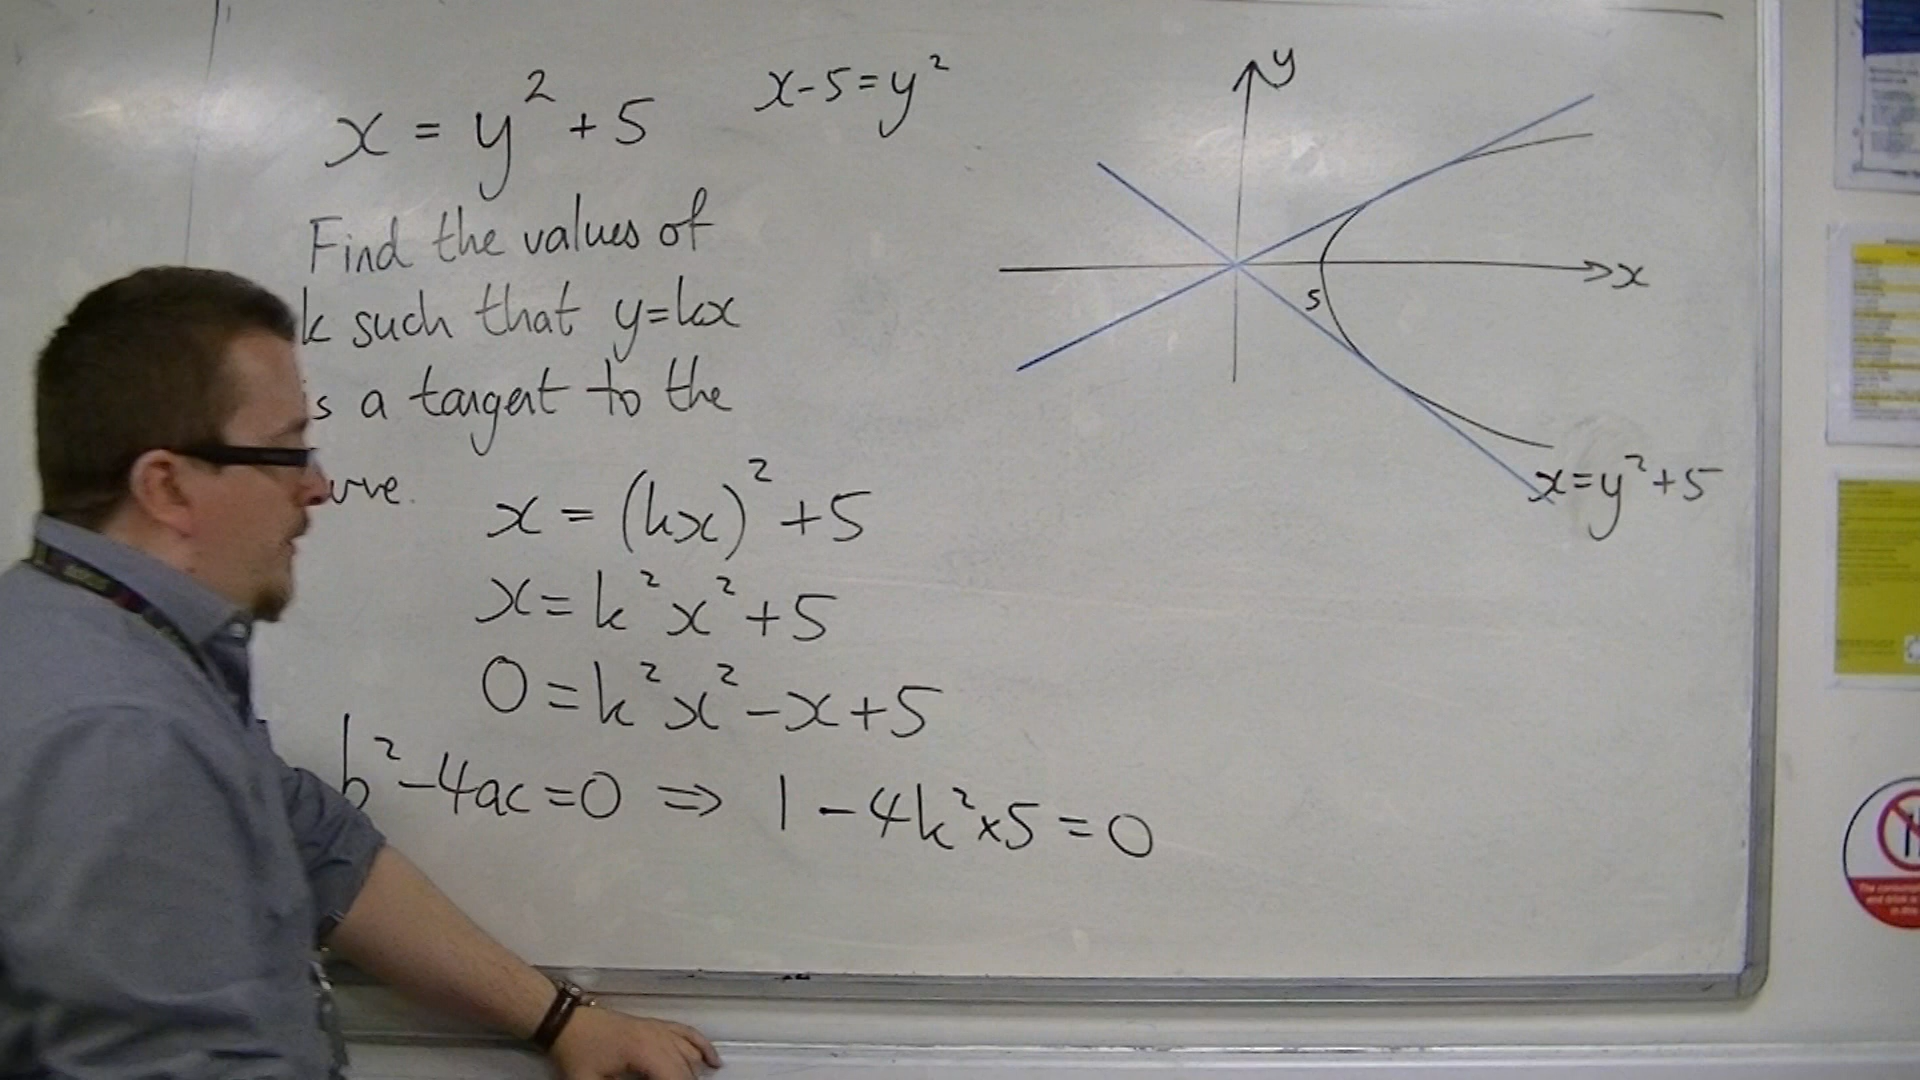 x = y² + 5
x-5=y²
Find the values of
k such that y=kx
is a tangent to the
x = (kx)² + 5
x = k²x² + 5
0 = k²x² - x + 5
b² - 4ac = 0 ⇒ 1 - 4k² × 5 = 0
y
x
5
x=y²+5